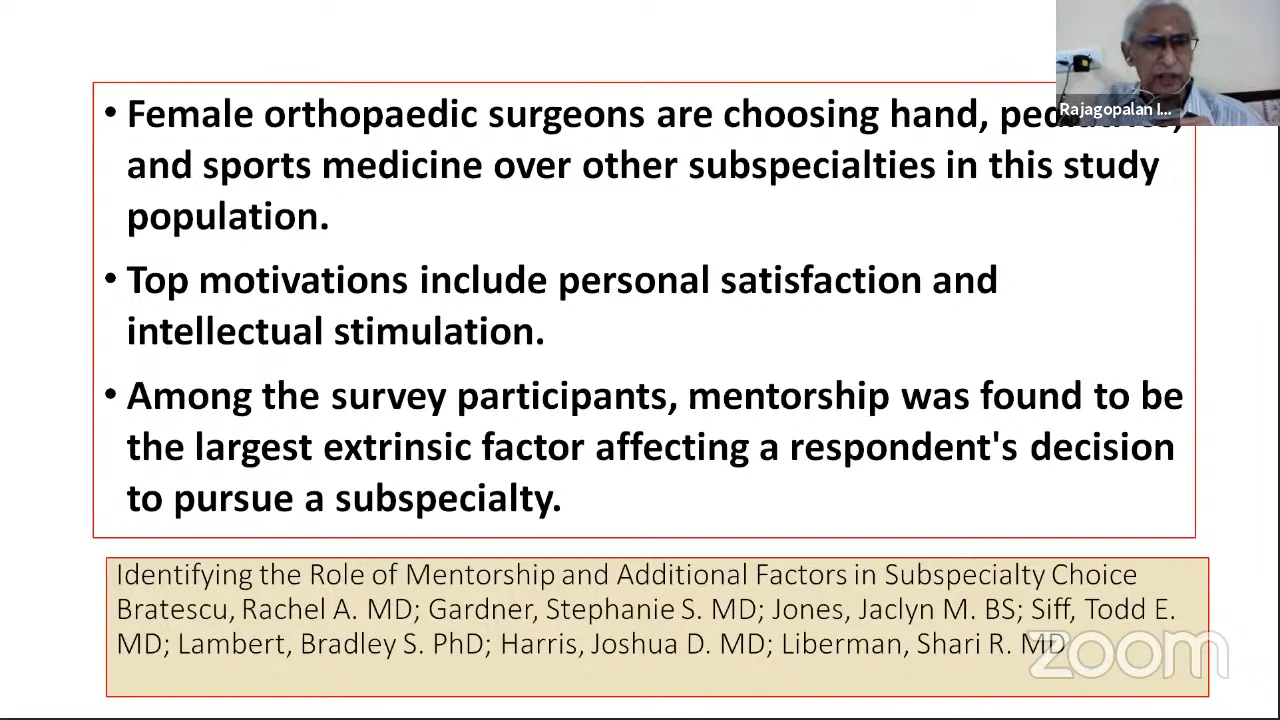 • Female orthopaedic surgeons are choosing hand,
and sports medicine over other subspecialties in this study
population.
• Top motivations include personal satisfaction and
intellectual stimulation.
• Among the survey participants, mentorship was found to be
the largest extrinsic factor affecting a respondent's decision
to pursue a subspecialty.
Identifying the Role of Mentorship and Additional Factors in Subspecialty Choice
Bratescu, Rachel A. MD; Gardner, Stephanie S. MD; Jones, Jaclyn M. BS; Siff, Todd E.
MD; Lambert, Bradley S. PhD; Harris, Joshua D. MD; Liberman, Shari R. MD
Rajagopalan I...
zoom